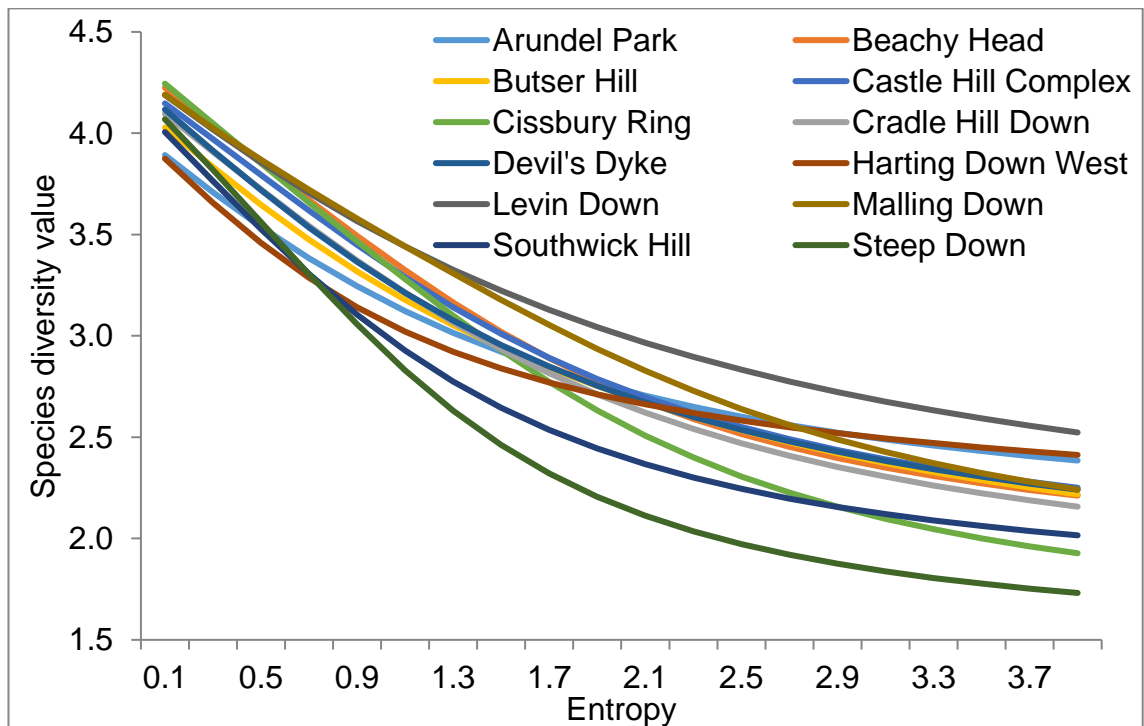 4.5
4.0
3.5
3.0
2.5
2.0
1.5
Species diversity value
Arundel Park Beachy Head
Butser Hill Castle Hill Complex
Cissbury Ring Cradle Hill Down
Devil's Dyke Harting Down West
Levin Down Malling Down
Southwick Hill Steep Down
0.1 0.5 0.9 1.3 1.7 2.1 2.5 2.9 3.3 3.7
Entropy